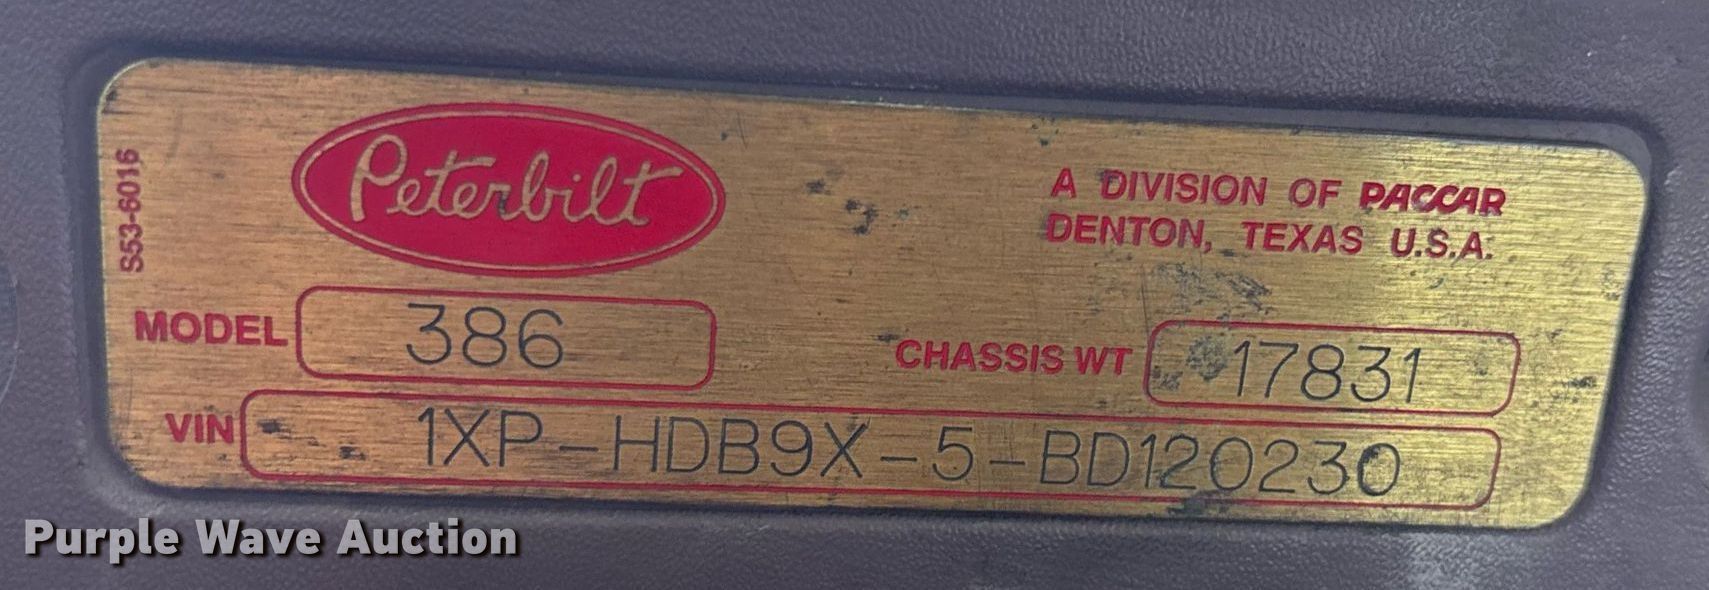 S53-6016
Peterbilt
A DIVISION OF PACCAR
DENTON, TEXAS U.S.A.
MODEL 386
CHASSIS WT 17831
VIN 1XP-HDB9X-5-BD120230
Purple Wave Auction